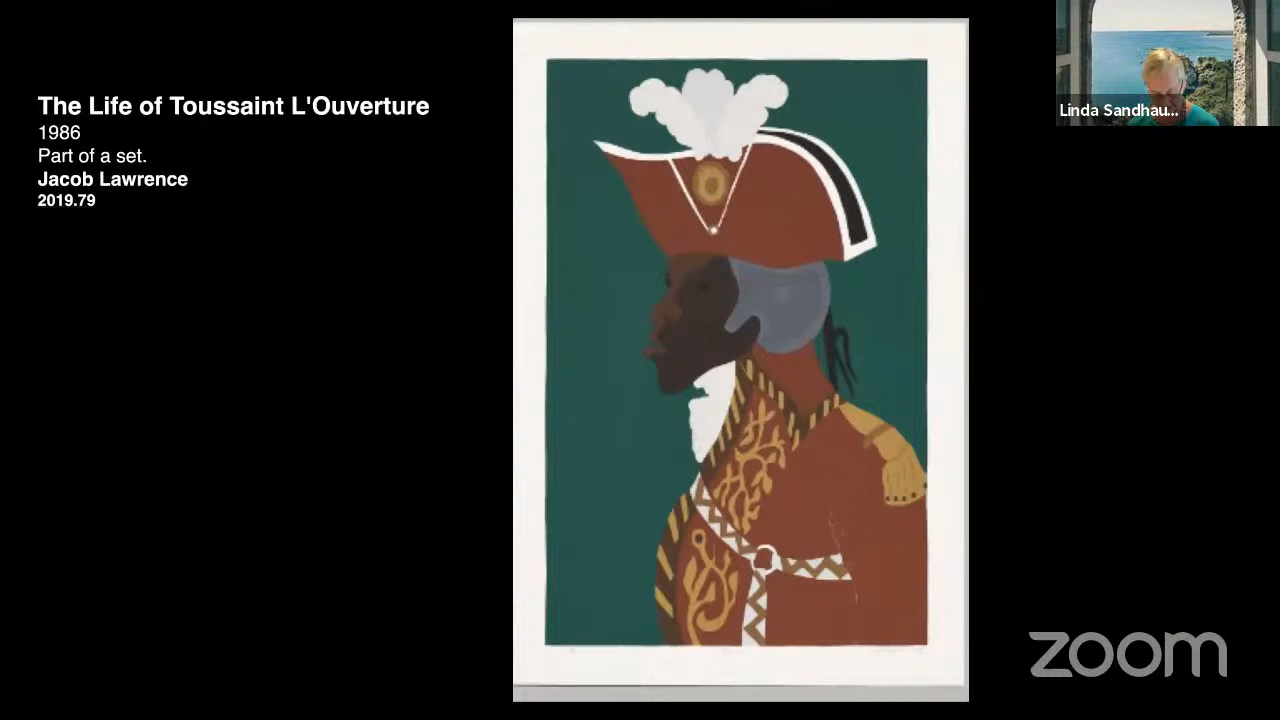 The Life of Toussaint L'Ouverture
1986
Part of a set.
Jacob Lawrence
2019.79
Linda Sandhau...
zoom